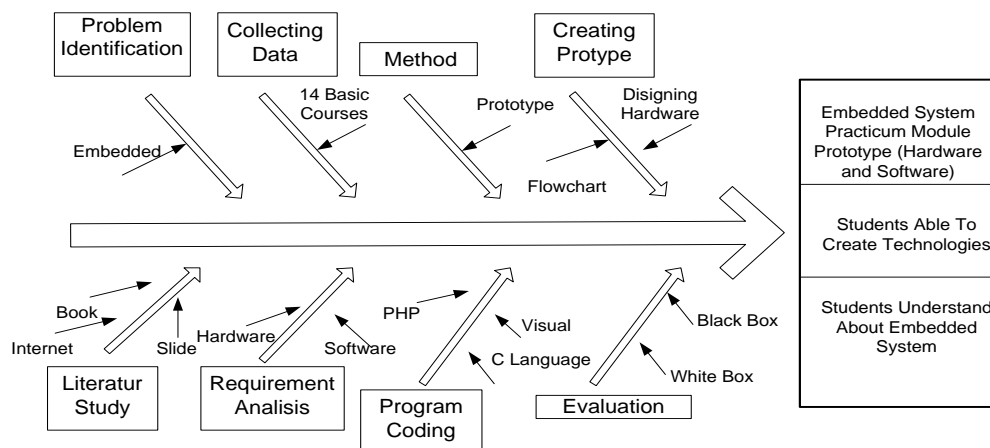 Problem
Identification
Collecting
Data
Method
Creating
Protype
Embedded
14 Basic
Courses
Prototype
Disigning
Hardware
Flowchart
Embedded System
Practicum Module
Prototype (Hardware
and Software)
Students Able To
Create Technologies
Students Understand
About Embedded
System
Book
Internet
Slide
Hardware
Software
PHP
Visual
C Language
Black Box
White Box
Literatur
Study
Requirement
Analisis
Program
Coding
Evaluation